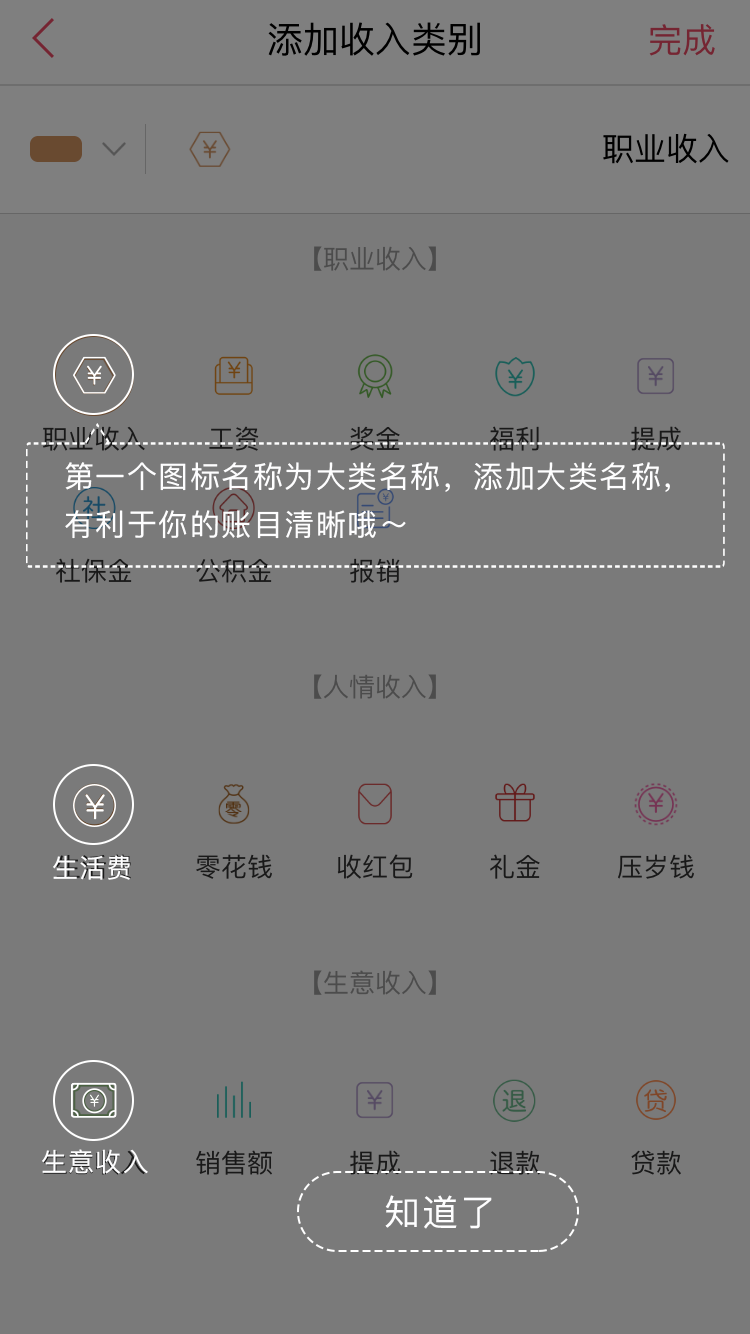 添加收入类别
完成
¥
职业收入
【职业收入】
¥ ¥ ¥ ¥
职业收入 工资 奖金 福利 提成
第一个图标名称为大类名称，添加大类名称，
社 ¥
有利于你的账目清晰哦～
社保金 公积金 报销
【人情收入】
¥ 零 ¥
生活费 零花钱 收红包 礼金 压岁钱
【生意收入】
¥ ¥ 退 贷
生意收入 销售额 提成 退款 贷款
知道了